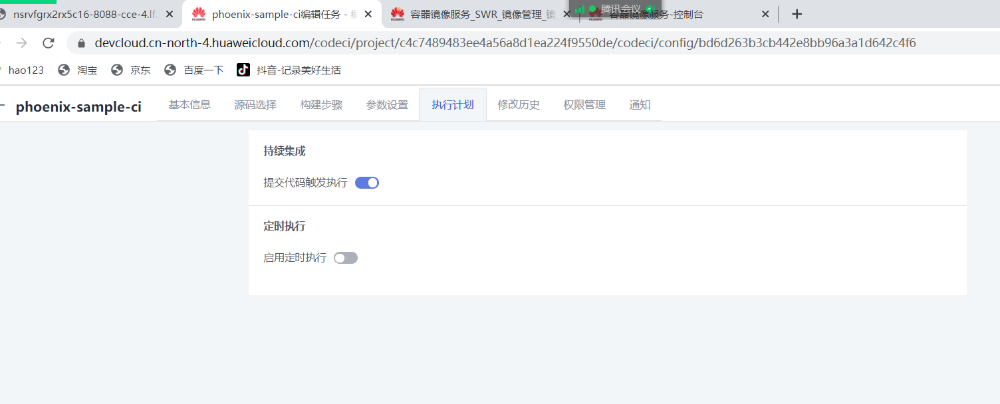 nsrvfgrx2rx5c16-8088-cce-4.lf.
phoenix-sample-ci编辑任务 - 编
容器镜像服务_SWR_镜像管理_镜
容器镜像服务-控制台
腾讯会议
devcloud.cn-north-4.huaweicloud.com/codeci/project/c4c7489483ee4a56a8d1ea224f9550de/codeci/config/bd6d263b3cb442e8bb96a3a1d642c4f6
hao123 淘宝 京东 百度一下 抖音-记录美好生活
phoenix-sample-ci 基本信息 源码选择 构建步骤 参数设置 执行计划 修改历史 权限管理 通知
持续集成
提交代码触发执行
定时执行
启用定时执行